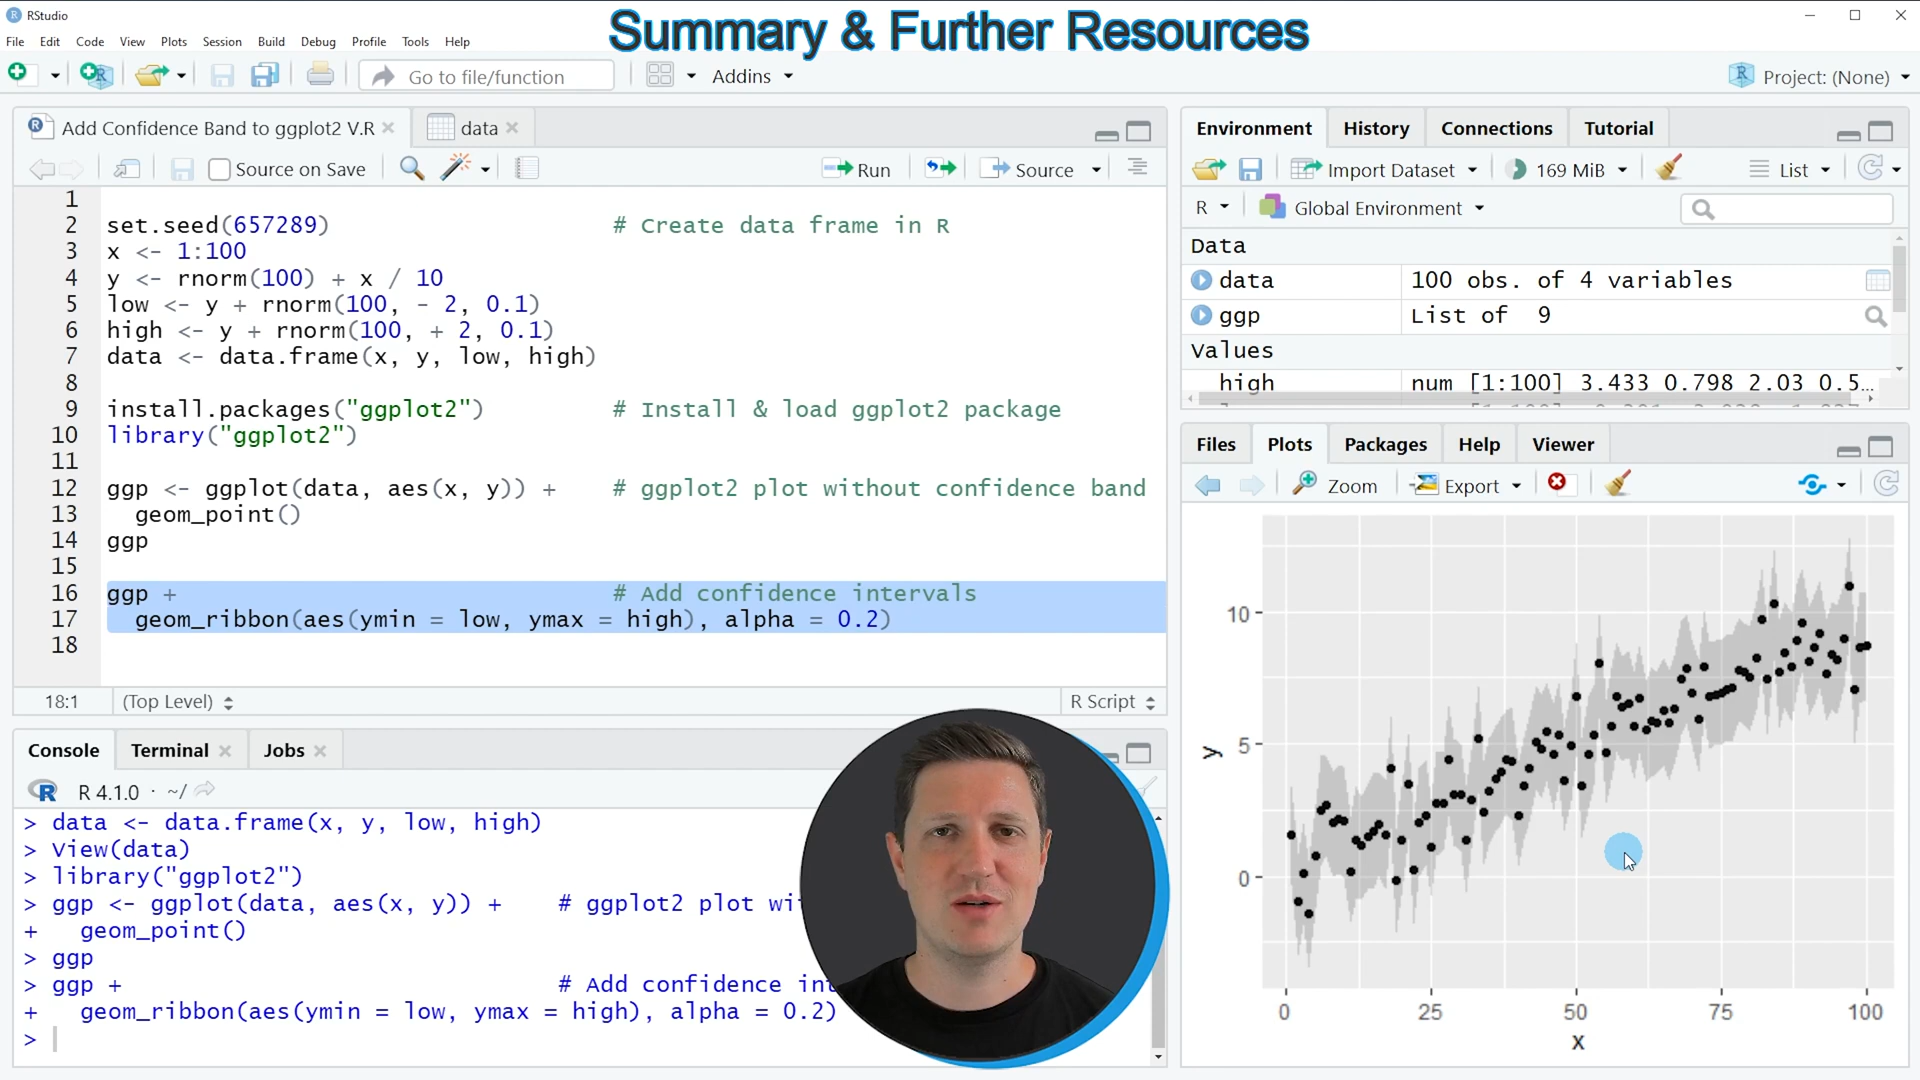 RStudio
Summary & Further Resources
File Edit Code View Plots Session Build Debug Profile Tools Help
Go to file/function
Addins
Project: (None)
Add Confidence Band to ggplot2 V.R
data
Source on Save
Run
Source
1
2 set.seed(657289) # Create data frame in R
3 x <- 1:100
4 y <- rnorm(100) + x / 10
5 low <- y + rnorm(100, - 2, 0.1)
6 high <- y + rnorm(100, + 2, 0.1)
7 data <- data.frame(x, y, low, high)
8
9 install.packages("ggplot2") # Install & load ggplot2 package
10 library("ggplot2")
11
12 ggp <- ggplot(data, aes(x, y)) + # ggplot2 plot without confidence band
13 geom_point()
14 ggp
15
16 ggp + # Add confidence intervals
17 geom_ribbon(aes(ymin = low, ymax = high), alpha = 0.2)
18
18:1 (Top Level) R Script
Console Terminal Jobs
R 4.1.0 · ~/
> data <- data.frame(x, y, low, high)
> View(data)
> library("ggplot2")
> ggp <- ggplot(data, aes(x, y)) + # ggplot2 plot wi
+ geom_point()
> ggp
> ggp + # Add confidence in
+ geom_ribbon(aes(ymin = low, ymax = high), alpha = 0.2)
>
Environment History Connections Tutorial
Import Dataset 169 MiB List
R Global Environment
Data
data 100 obs. of 4 variables
ggp List of 9
Values
high num [1:100] 3.433 0.798 2.03 0.5...
Files Plots Packages Help Viewer
Zoom Export
10
5
0
y
0 25 50 75 100
x